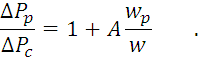 ΔP_p / ΔP_c = 1 + A w_p / w .